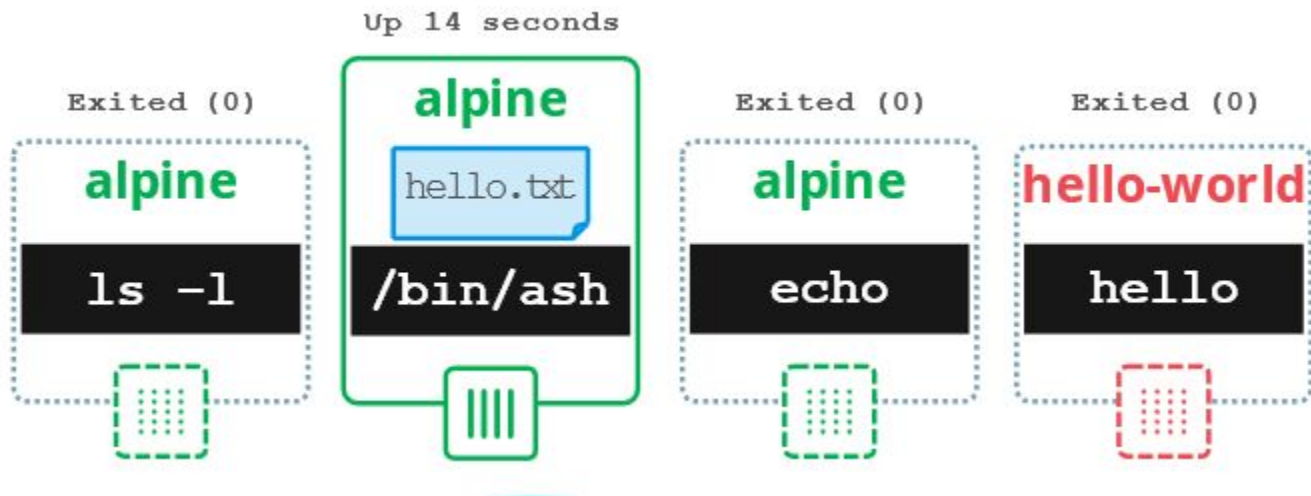 Up 14 seconds
Exited (0)
alpine
Exited (0)
Exited (0)
alpine
hello.txt
alpine
hello-world
ls –l
/bin/ash
echo
hello